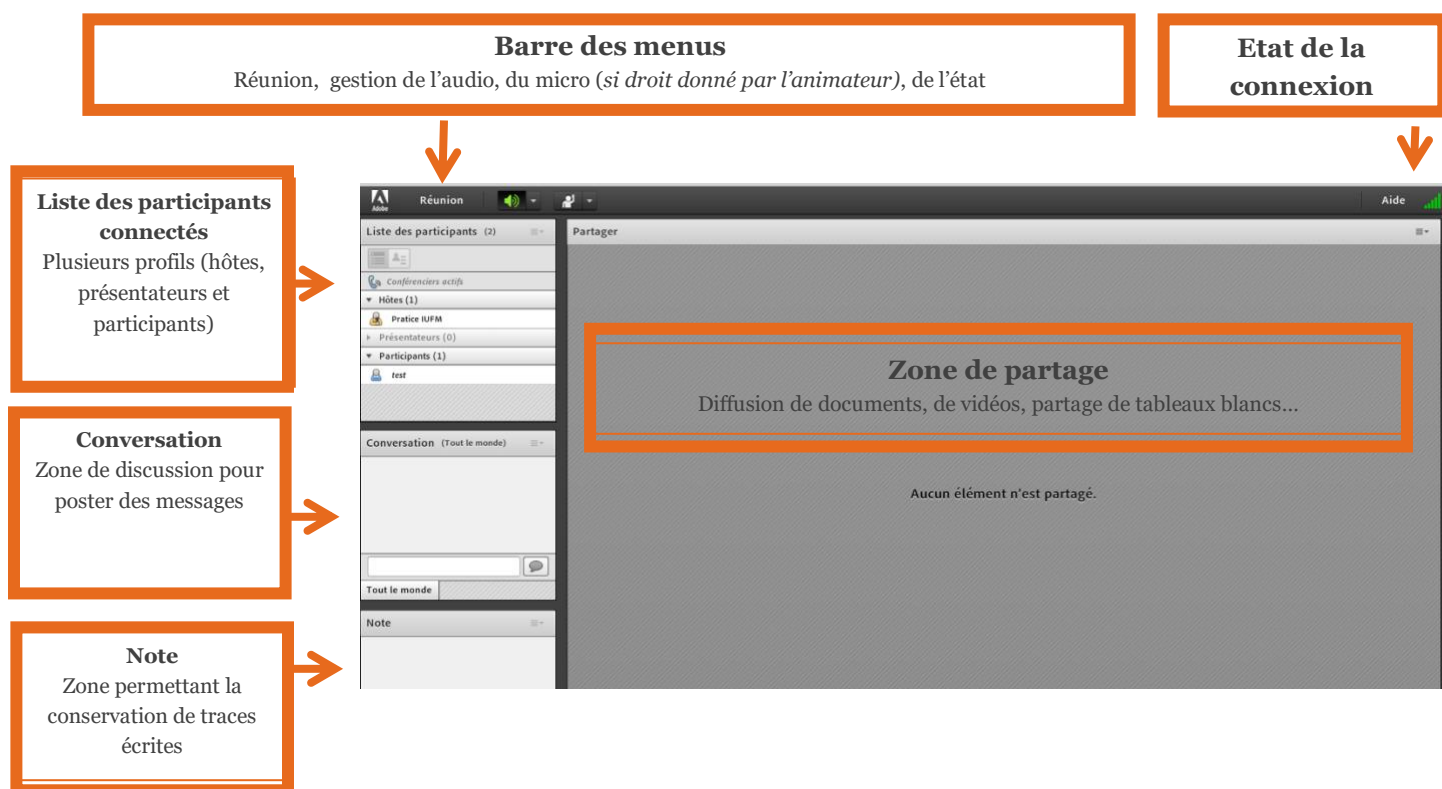 Barre des menus
Réunion, gestion de l’audio, du micro (si droit donné par l’animateur), de l’état
Etat de la
connexion
Liste des participants
connectés
Plusieurs profils (hôtes,
présentateurs et
participants)
Conversation
Zone de discussion pour
poster des messages
Note
Zone permettant la
conservation de traces
écrites
Adobe
Réunion
Aide
Liste des participants (2)
Conférenciers actifs
Hôtes (1)
Pratice IUFM
Présentateurs (0)
Participants (1)
test
Conversation (Tout le monde)
Tout le monde
Note
Partager
Zone de partage
Diffusion de documents, de vidéos, partage de tableaux blancs…
Aucun élément n'est partagé.